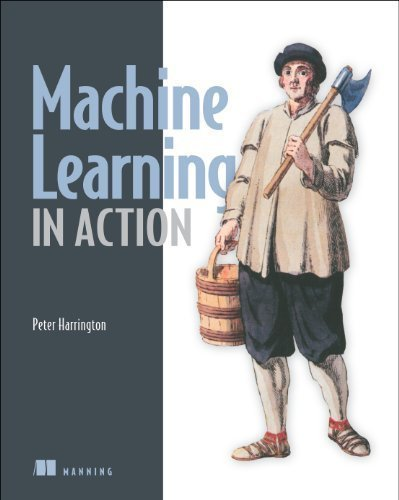 Machine
Learning
IN ACTION
Peter Harrington
MANNING